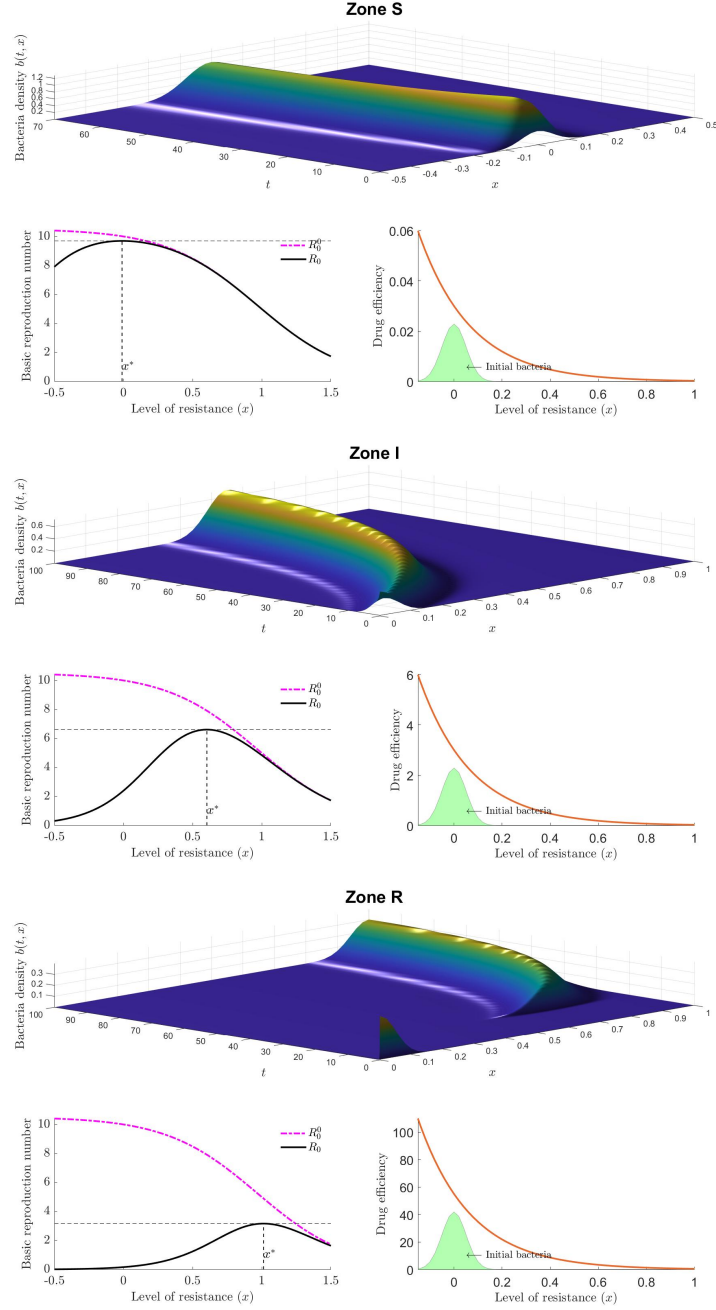 Zone S
Bacteria density b(t, x)
1.2
1
0.8
0.6
0.4
0.2
70
60
50
40
30
20
10
0
t
-0.5
-0.4
-0.3
-0.2
-0.1
0
0.1
0.2
0.3
0.4
0.5
x
Basic reproduction number
10
8
6
4
2
0
R_0^0
R_0
x*
-0.5 0 0.5 1 1.5
Level of resistance (x)
Drug efficiency
0.06
0.04
0.02
0
Initial bacteria
0 0.2 0.4 0.6 0.8 1
Level of resistance (x)
Zone I
Bacteria density b(t, x)
0.6
0.4
0.2
100
90
80
70
60
50
40
30
20
10
0
t
0
0.1
0.2
0.3
0.4
0.5
0.6
0.7
0.8
0.9
1
x
Basic reproduction number
10
8
6
4
2
0
R_0^0
R_0
x*
-0.5 0 0.5 1 1.5
Level of resistance (x)
Drug efficiency
6
4
2
0
Initial bacteria
0 0.2 0.4 0.6 0.8 1
Level of resistance (x)
Zone R
Bacteria density b(t, x)
0.3
0.2
0.1
100
90
80
70
60
50
40
30
20
10
0
t
0
0.1
0.2
0.3
0.4
0.5
0.6
0.7
0.8
0.9
1
x
Basic reproduction number
10
8
6
4
2
0
R_0^0
R_0
x*
-0.5 0 0.5 1 1.5
Level of resistance (x)
Drug efficiency
100
80
60
40
20
0
Initial bacteria
0 0.2 0.4 0.6 0.8 1
Level of resistance (x)